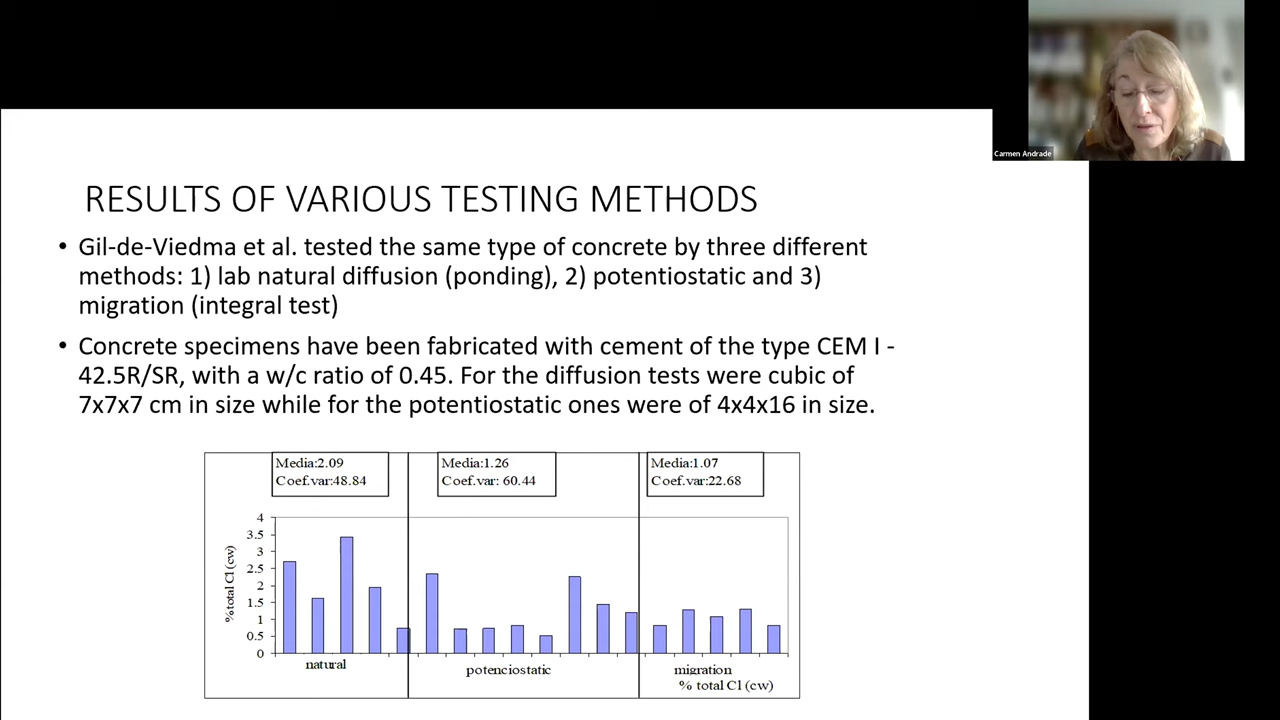 Carmen Andrade
RESULTS OF VARIOUS TESTING METHODS
• Gil-de-Viedma et al. tested the same type of concrete by three different
methods: 1) lab natural diffusion (ponding), 2) potentiostatic and 3)
migration (integral test)
• Concrete specimens have been fabricated with cement of the type CEM I -
42.5R/SR, with a w/c ratio of 0.45. For the diffusion tests were cubic of
7x7x7 cm in size while for the potentiostatic ones were of 4x4x16 in size.
Media:2.09
Coef.var:48.84
Media:1.26
Coef.var: 60.44
Media:1.07
Coef.var:22.68
% total Cl (cw)
4
3.5
3
2.5
2
1.5
1
0.5
0
natural
potenciostatic
migration
% total Cl (cw)